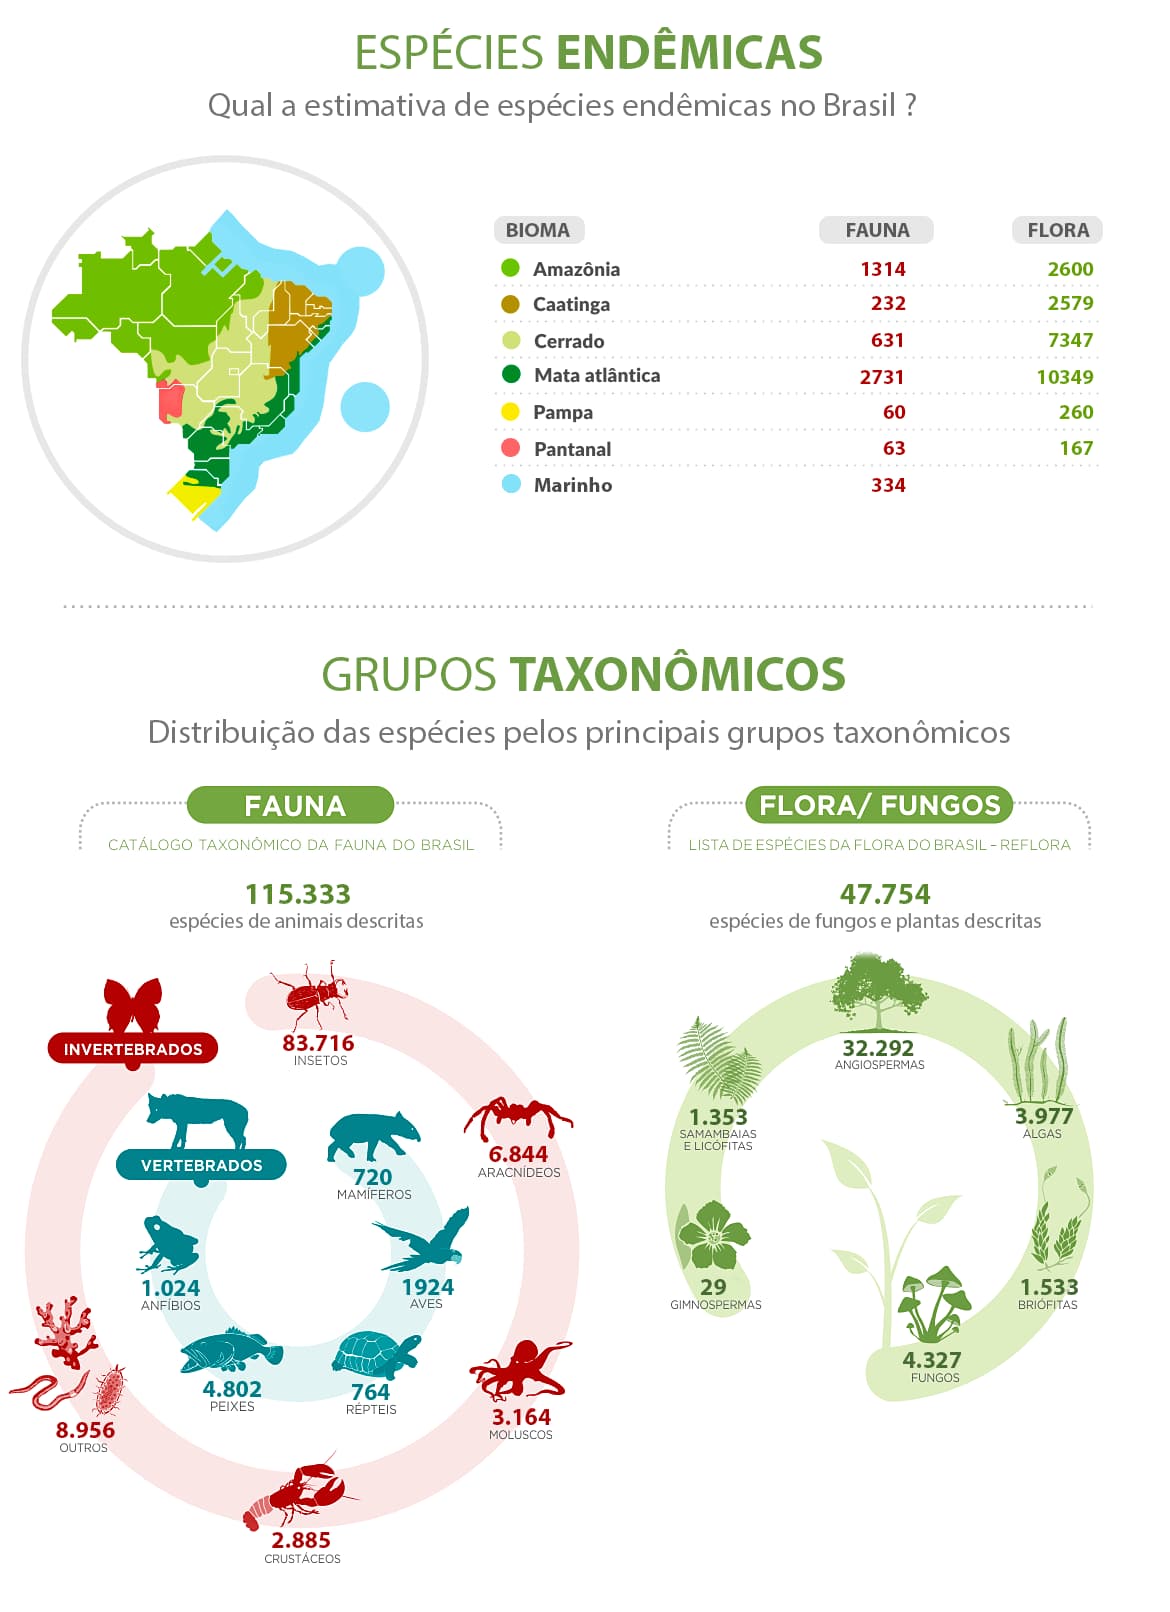 ESPÉCIES ENDÊMICAS
Qual a estimativa de espécies endêmicas no Brasil ?
BIOMA FAUNA FLORA
Amazônia 1314 2600
Caatinga 232 2579
Cerrado 631 7347
Mata atlântica 2731 10349
Pampa 60 260
Pantanal 63 167
Marinho 334
GRUPOS TAXONÔMICOS
Distribuição das espécies pelos principais grupos taxonômicos
FAUNA
CATÁLOGO TAXONÔMICO DA FAUNA DO BRASIL
115.333
espécies de animais descritas
INVERTEBRADOS
83.716
INSETOS
6.844
ARACNÍDEOS
3.164
MOLUSCOS
2.885
CRUSTÁCEOS
8.956
OUTROS
VERTEBRADOS
720
MAMÍFEROS
1924
AVES
764
RÉPTEIS
4.802
PEIXES
1.024
ANFÍBIOS
FLORA/ FUNGOS
LISTA DE ESPÉCIES DA FLORA DO BRASIL – REFLORA
47.754
espécies de fungos e plantas descritas
32.292
ANGIOSPERMAS
3.977
ALGAS
1.533
BRIÓFITAS
4.327
FUNGOS
1.353
SAMAMBAIAS
E LICÓFITAS
29
GIMNOSPERMAS